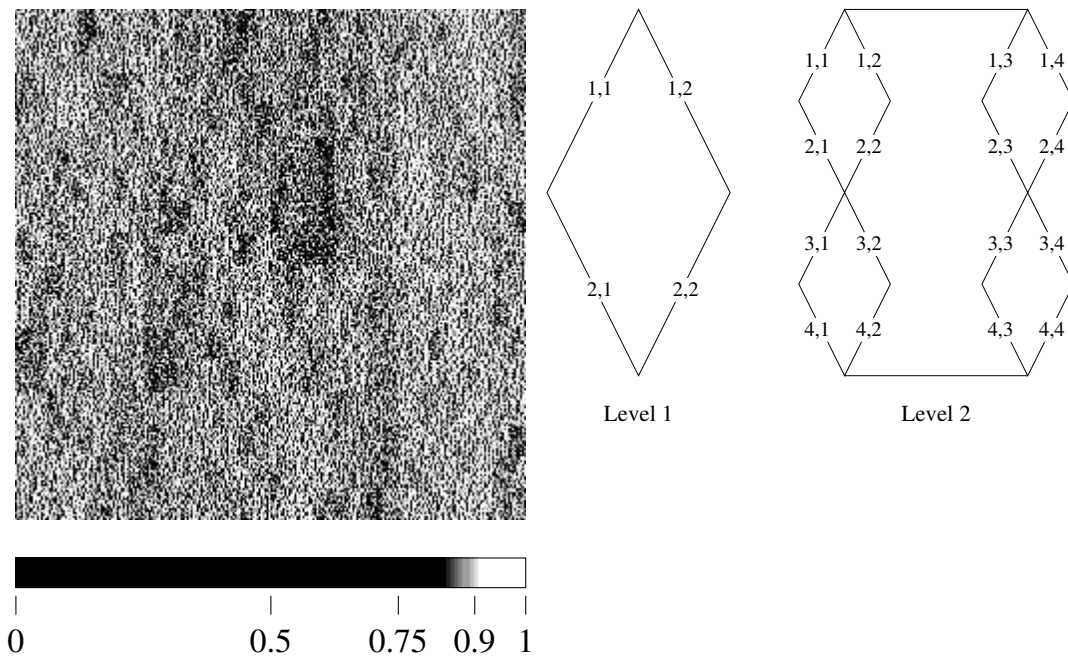 1,1 1,2
2,1 2,2
Level 1
1,1 1,2 1,3 1,4
2,1 2,2 2,3 2,4
3,1 3,2 3,3 3,4
4,1 4,2 4,3 4,4
Level 2
0 0.5 0.75 0.9 1